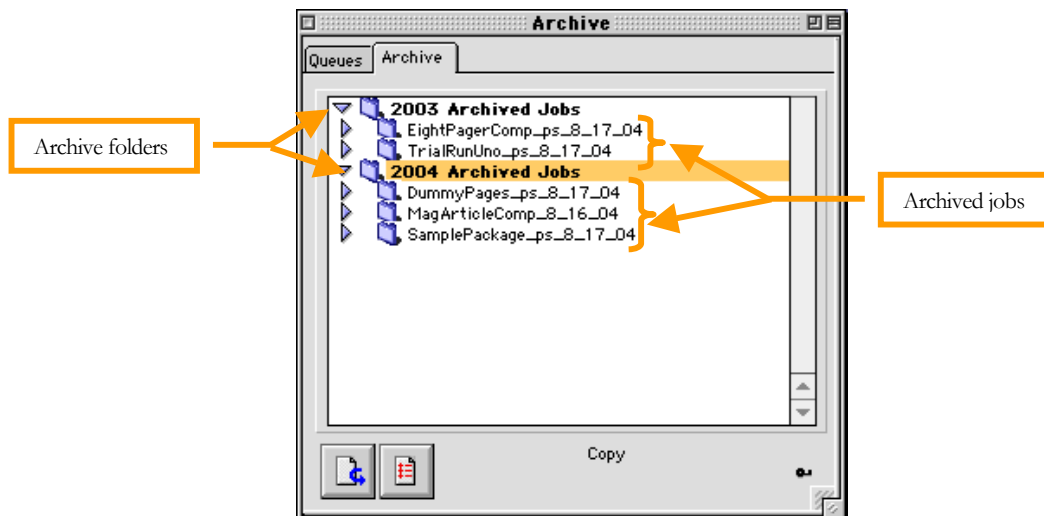 Archive
Queues
Archive
2003 Archived Jobs
EightPagerComp_ps_8_17_04
TrialRunUno_ps_8_17_04
2004 Archived Jobs
DummyPages_ps_8_17_04
MagArticleComp_8_16_04
SamplePackage_ps_8_17_04
Archive folders
Archived jobs
Copy